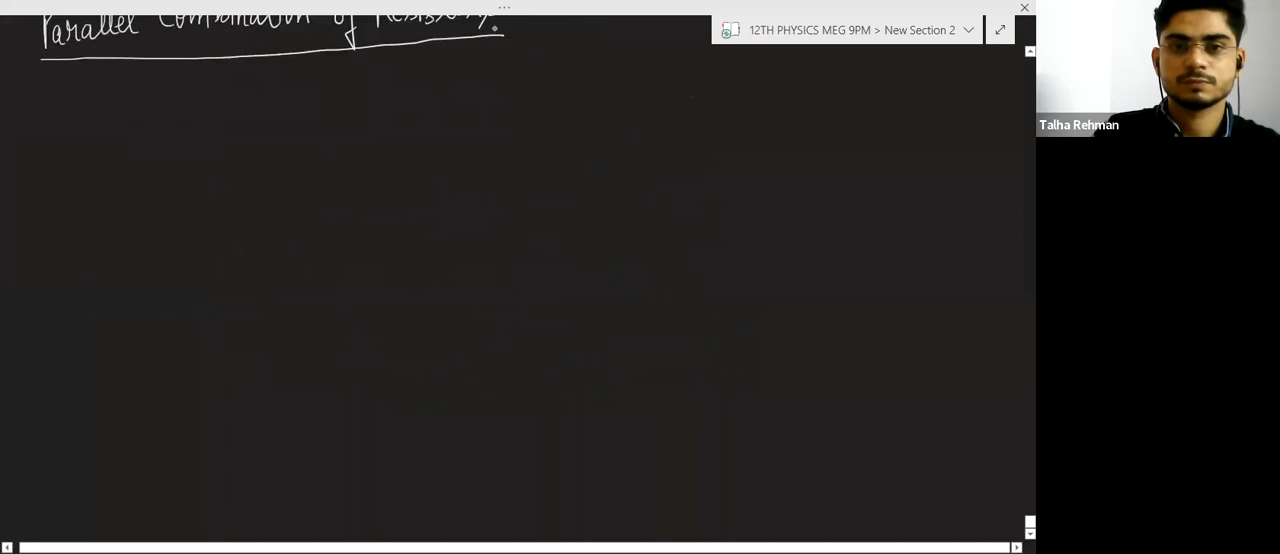 Parallel Combination of Resistors
12TH PHYSICS MEG 9PM > New Section 2
Talha Rehman